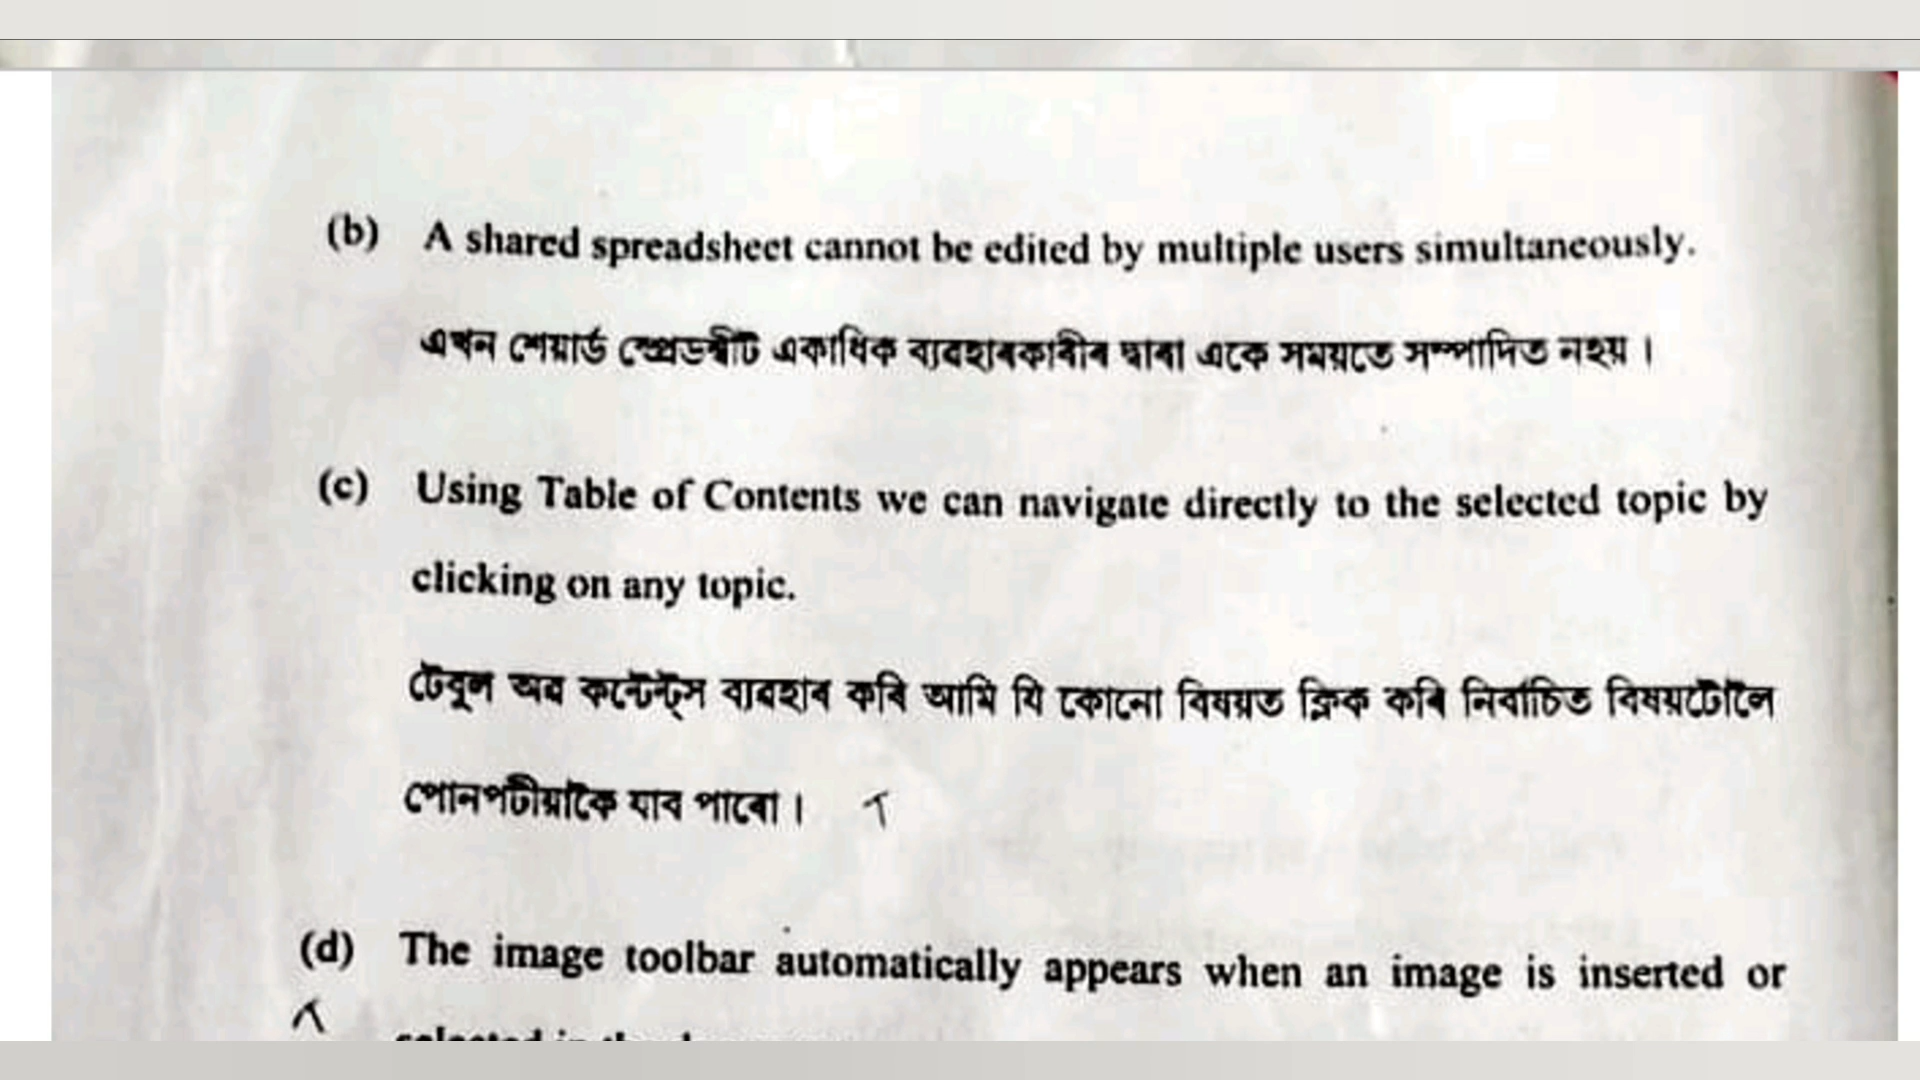 (b) A shared spreadsheet cannot be edited by multiple users simultaneously.
এখন শেয়াৰ্ড স্প্ৰেডশ্বীট একাধিক ব্যৱহাৰকাৰীৰ দ্বাৰা একে সময়তে সম্পাদিত নহয় ।
(c) Using Table of Contents we can navigate directly to the selected topic by
clicking on any topic.
টেবুল অব কন্টেন্ট্স ব্যৱহাৰ কৰি আমি যি কোনো বিষয়ত ক্লিক কৰি নিৰ্বাচিত বিষয়টোলৈ
পোনপটীয়াকৈ যাব পাৰো । T
(d) The image toolbar automatically appears when an image is inserted or
T